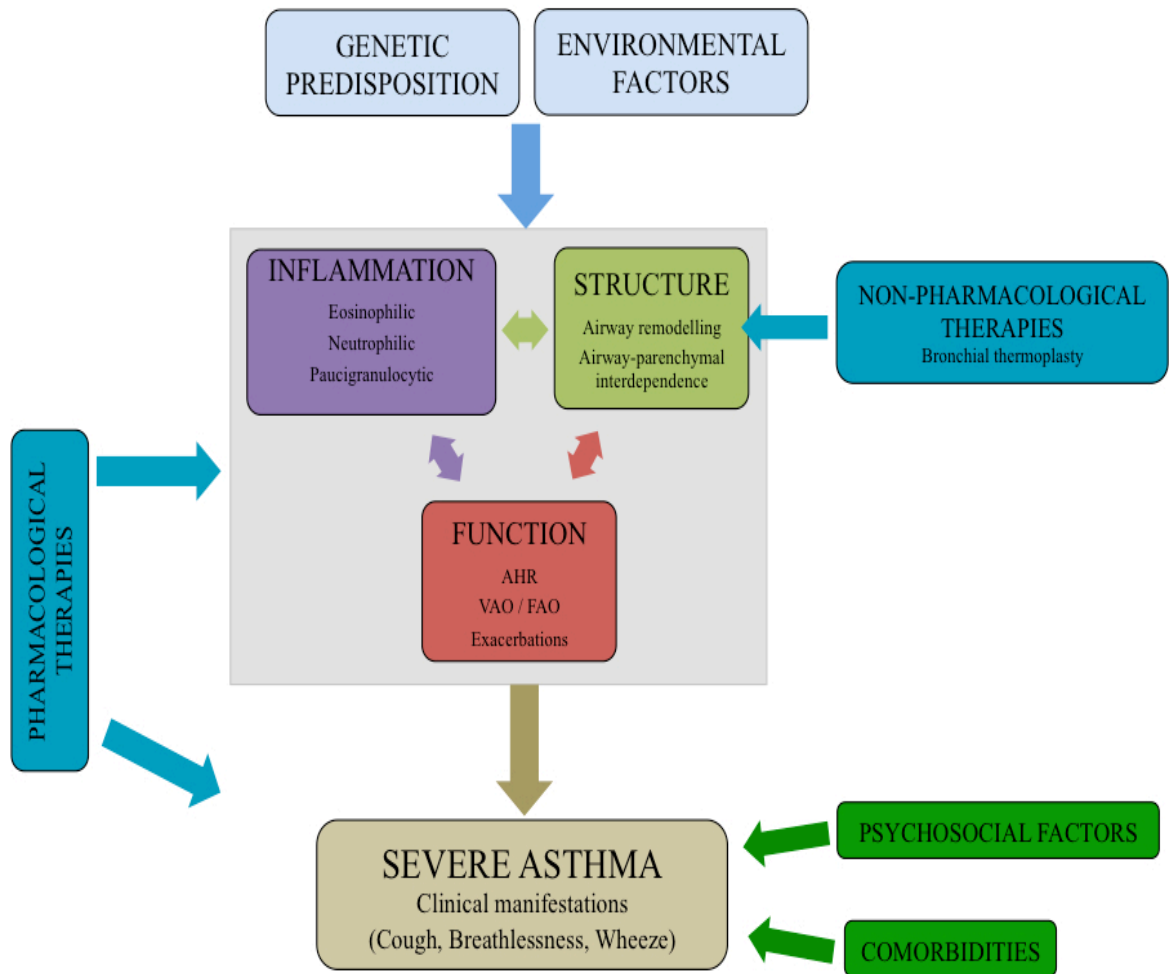 GENETIC
PREDISPOSITION
ENVIRONMENTAL
FACTORS
INFLAMMATION
Eosinophilic
Neutrophilic
Paucigranulocytic
STRUCTURE
Airway remodelling
Airway-parenchymal
interdependence
NON-PHARMACOLOGICAL
THERAPIES
Bronchial thermoplasty
PHARMACOLOGICAL
THERAPIES
FUNCTION
AHR
VAO / FAO
Exacerbations
SEVERE ASTHMA
Clinical manifestations
(Cough, Breathlessness, Wheeze)
PSYCHOSOCIAL FACTORS
COMORBIDITIES